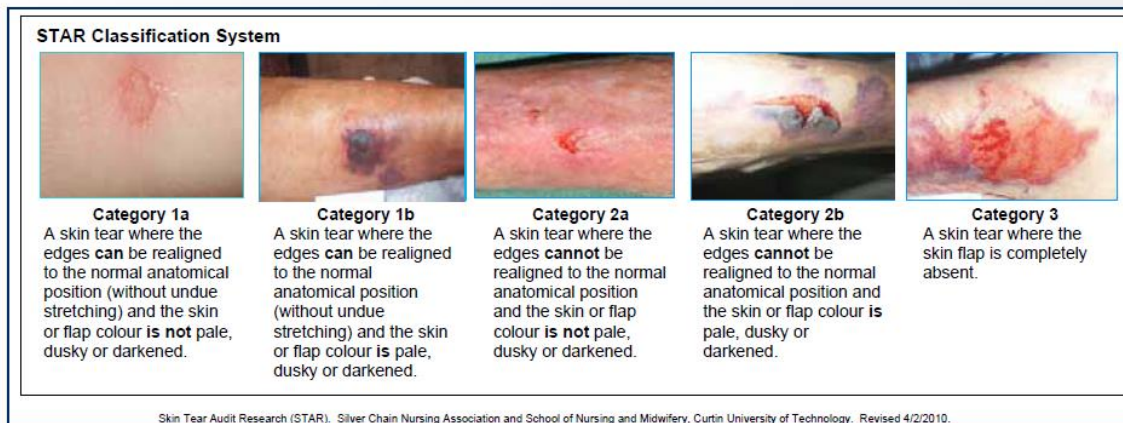 STAR Classification System
Category 1a
A skin tear where the
edges can be realigned
to the normal anatomical
position (without undue
stretching) and the skin
or flap colour is not pale,
dusky or darkened.
Category 1b
A skin tear where the
edges can be realigned
to the normal
anatomical position
(without undue
stretching) and the skin
or flap colour is pale,
dusky or darkened.
Category 2a
A skin tear where the
edges cannot be
realigned to the normal
anatomical position
and the skin or flap
colour is not pale,
dusky or darkened.
Category 2b
A skin tear where the
edges cannot be
realigned to the normal
anatomical position and
the skin or flap colour is
pale, dusky or
darkened.
Category 3
A skin tear where the
skin flap is completely
absent.
Skin Tear Audit Research (STAR). Silver Chain Nursing Association and School of Nursing and Midwifery, Curtin University of Technology. Revised 4/2/2010.